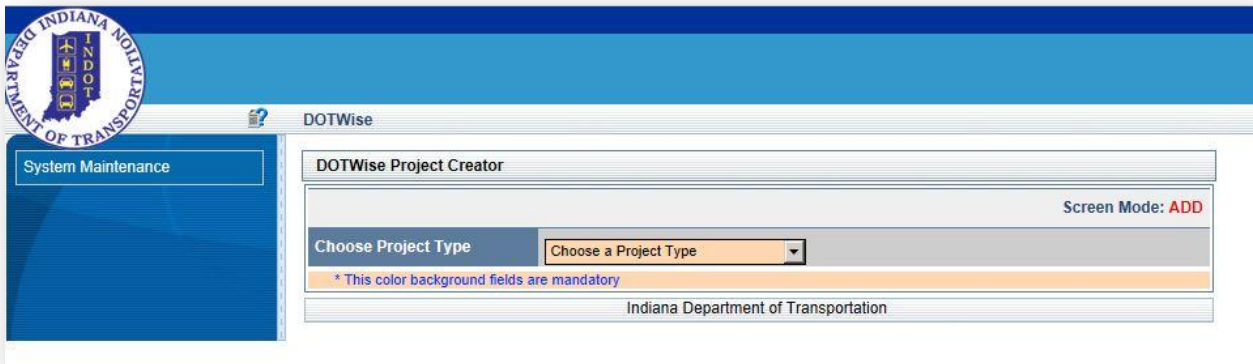 INDIANA DEPARTMENT OF TRANSPORTATION
INDOT
DOTWise
System Maintenance
DOTWise Project Creator
Screen Mode: ADD
Choose Project Type
Choose a Project Type
* This color background fields are mandatory
Indiana Department of Transportation